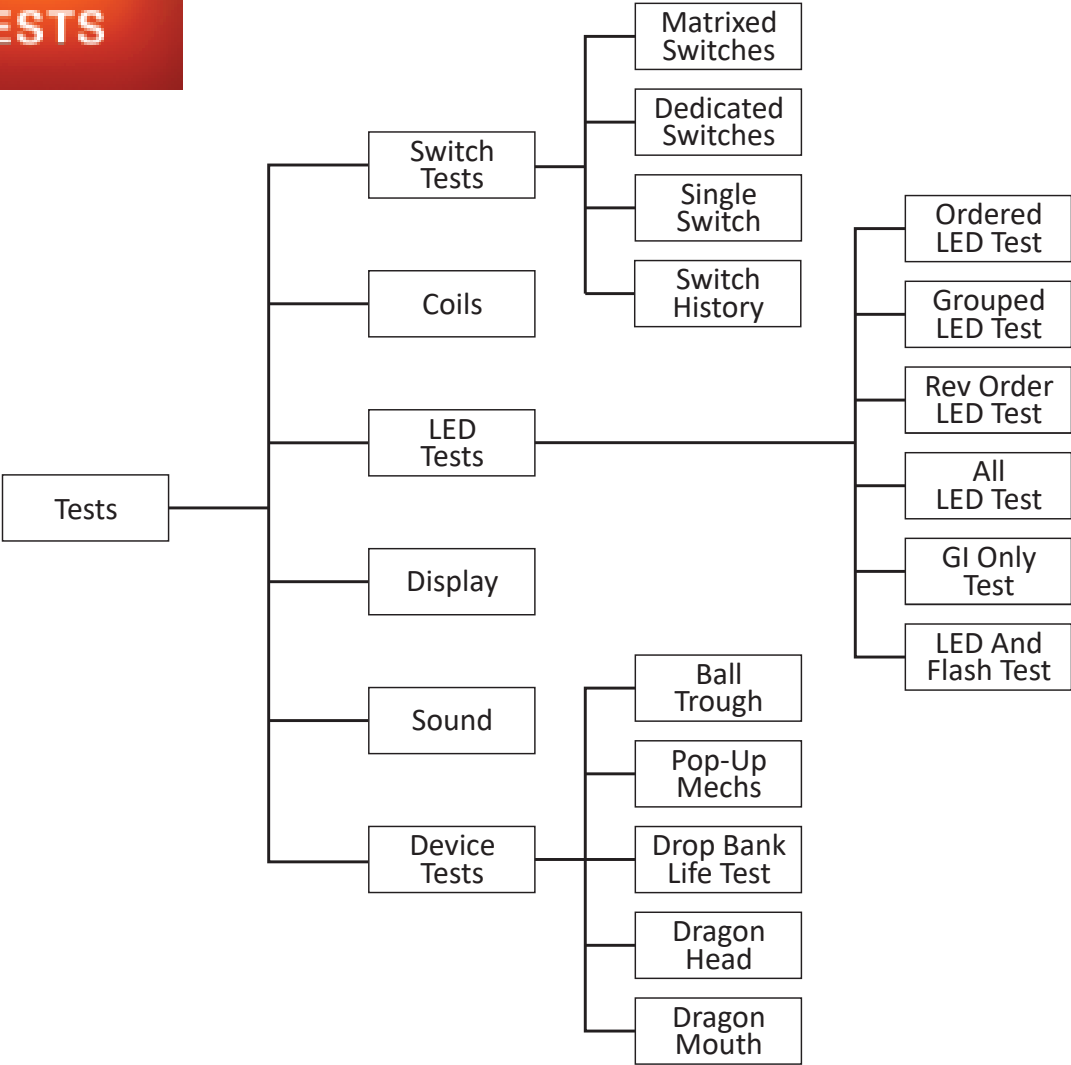 ESTS
Matrixed
Switches
Dedicated
Switches
Switch
Tests
Single
Switch
Switch
History
Coils
Ordered
LED Test
Grouped
LED Test
Rev Order
LED Test
LED
Tests
All
LED Test
Tests
GI Only
Test
Display
LED And
Flash Test
Ball
Trough
Sound
Pop-Up
Mechs
Device
Tests
Drop Bank
Life Test
Dragon
Head
Dragon
Mouth